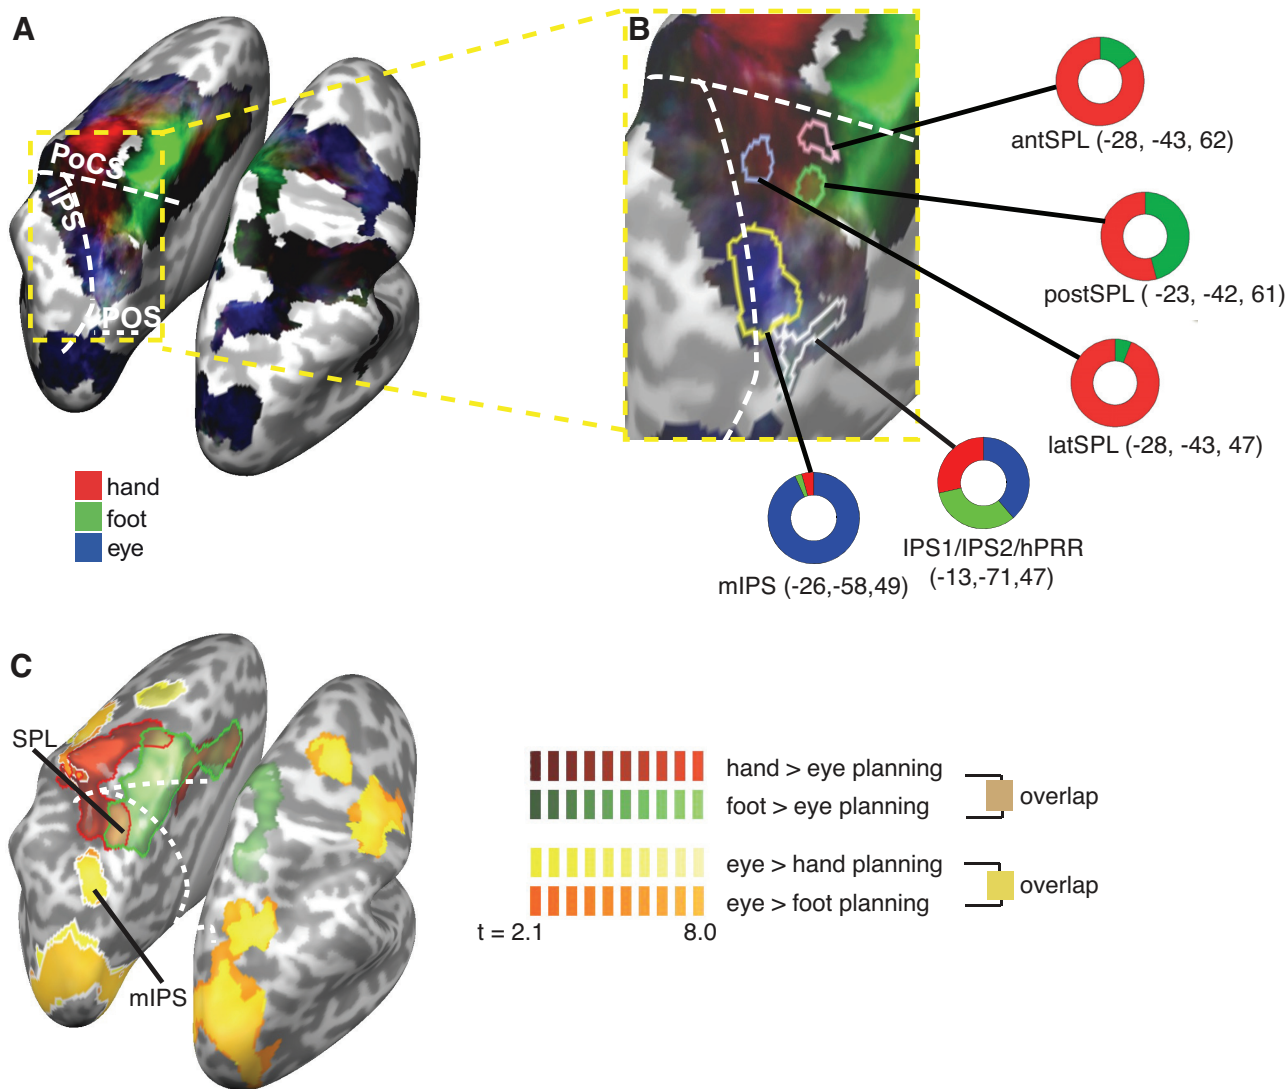 A
PoCS
IPS
POS
hand
foot
eye
B
antSPL (-28, -43, 62)
postSPL ( -23, -42, 61)
latSPL (-28, -43, 47)
IPS1/IPS2/hPRR
(-13,-71,47)
mIPS (-26,-58,49)
C
SPL
mIPS
hand > eye planning
foot > eye planning
overlap
eye > hand planning
eye > foot planning
overlap
t = 2.1 8.0